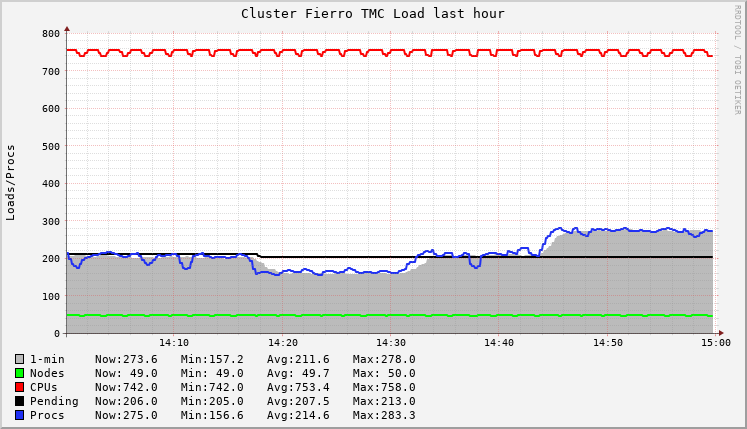 Cluster Fierro TMC Load last hour
RRDTOOL / TOBI OETIKER
Loads/Procs
800
700
600
500
400
300
200
100
0
14:10 14:20 14:30 14:40 14:50 15:00
1-min Now:273.6 Min:157.2 Avg:211.6 Max:278.0
Nodes Now: 49.0 Min: 49.0 Avg: 49.7 Max: 50.0
CPUs Now:742.0 Min:742.0 Avg:753.4 Max:758.0
Pending Now:206.0 Min:205.0 Avg:207.5 Max:213.0
Procs Now:275.0 Min:156.6 Avg:214.6 Max:283.3